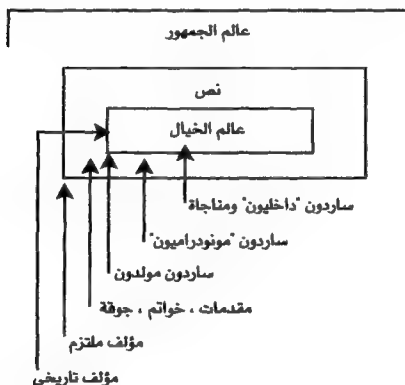 عالم الجمهور
نص
عالم الخيال
ساردون "داخليون" ومناجاة
ساردون "مونودراميون"
ساردون مولدون
مقدمات ، خواتم ، جوقة
مؤلف ملتزم
مؤلف تاريخي